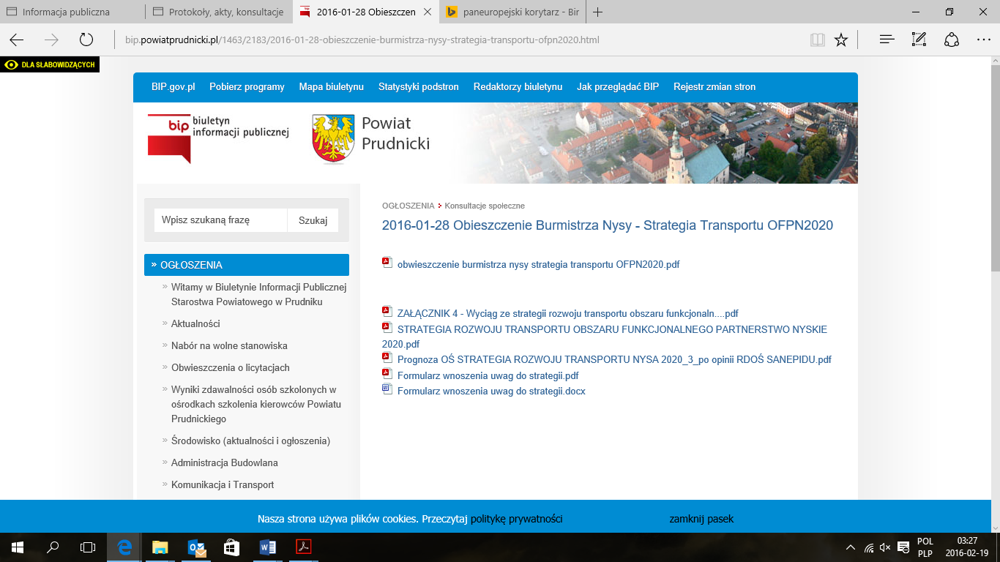 Informacja publiczna
Protokoły, akty, konsultacje
2016-01-28 Obieszczen
paneuropejski korytarz - Bir
bip.powiatprudnicki.pl/1463/2183/2016-01-28-obieszczenie-burmistrza-nysy-strategia-transportu-ofpn2020.html
DLA SŁABOWIDZĄCYCH
BIP.gov.pl Pobierz programy Mapa biuletynu Statystyki podstron Redaktorzy biuletynu Jak przeglądać BIP Rejestr zmian stron
bip biuletyn
informacji publicznej
Powiat
Prudnicki
Wpisz szukaną frazę Szukaj
» OGŁOSZENIA
» Witamy w Biuletynie Informacji Publicznej
Starostwa Powiatowego w Prudniku
» Aktualności
» Nabór na wolne stanowiska
» Obwieszczenia o licytacjach
» Wyniki zdawalności osób szkolonych w
ośrodkach szkolenia kierowców Powiatu
Prudnickiego
» Środowisko (aktualności i ogłoszenia)
» Administracja Budowlana
» Komunikacja i Transport
OGŁOSZENIA Konsultacje społeczne
2016-01-28 Obieszczenie Burmistrza Nysy - Strategia Transportu OFPN2020
obwieszczenie burmistrza nysy strategia transportu OFPN2020.pdf
ZAŁĄCZNIK 4 - Wyciąg ze strategii rozwoju transportu obszaru funkcjonaln....pdf
STRATEGIA ROZWOJU TRANSPORTU OBSZARU FUNKCJONALNEGO PARTNERSTWO NYSKIE
2020.pdf
Prognoza OŚ STRATEGIA ROZWOJU TRANSPORTU NYSA 2020_3_po opinii RDOŚ SANEPIDU.pdf
Formularz wnoszenia uwag do strategii.pdf
Formularz wnoszenia uwag do strategii.docx
Nasza strona używa plików cookies. Przeczytaj politykę prywatności zamknij pasek
POL
PLP
03:27
2016-02-19